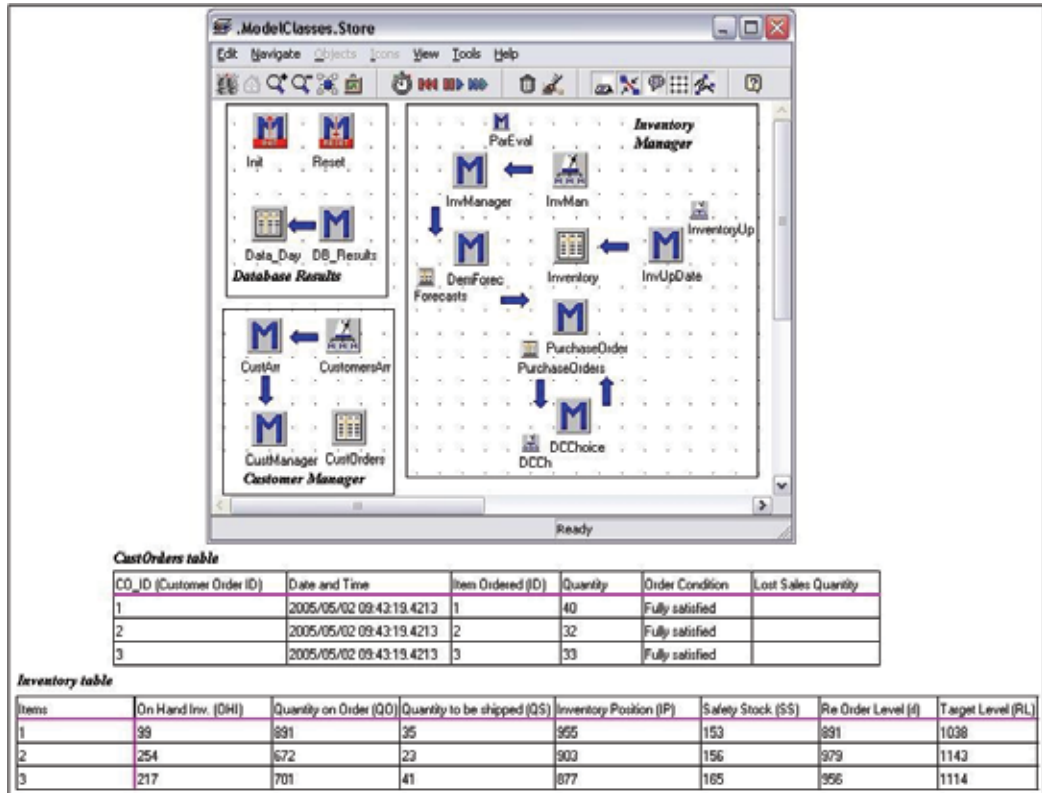 .ModelClasses.Store
Edit Navigate Objects Icons View Tools Help
Init Reset
Data_Day DB_Results
Database Results
CustArr CustomersArr
CustManager CustOrders
Customer Manager
Inventory
Manager
ParEval
InvManager InvMan
InventoryUp
DemForec Inventory InvUpDate
Forecasts
PurchaseOrder
PurchaseOrders
DCChoice
DCCh
Ready
CustOrders table
CO_ID (Customer Order ID) Date and Time Item Ordered (ID) Quantity Order Condition Lost Sales Quantity
1 2005/05/02 09:43:19.4213 1 40 Fully satisfied
2 2005/05/02 09:43:19.4213 2 32 Fully satisfied
3 2005/05/02 09:43:19.4213 3 33 Fully satisfied
Inventory table
Items On Hand Inv. (OHI) Quantity on Order (QO) Quantity to be shipped (QS) Inventory Position (IP) Safety Stock (SS) Re Order Level (rl) Target Level (RL)
1 99 891 35 955 153 891 1038
2 254 672 23 903 156 979 1143
3 217 701 41 877 165 956 1114